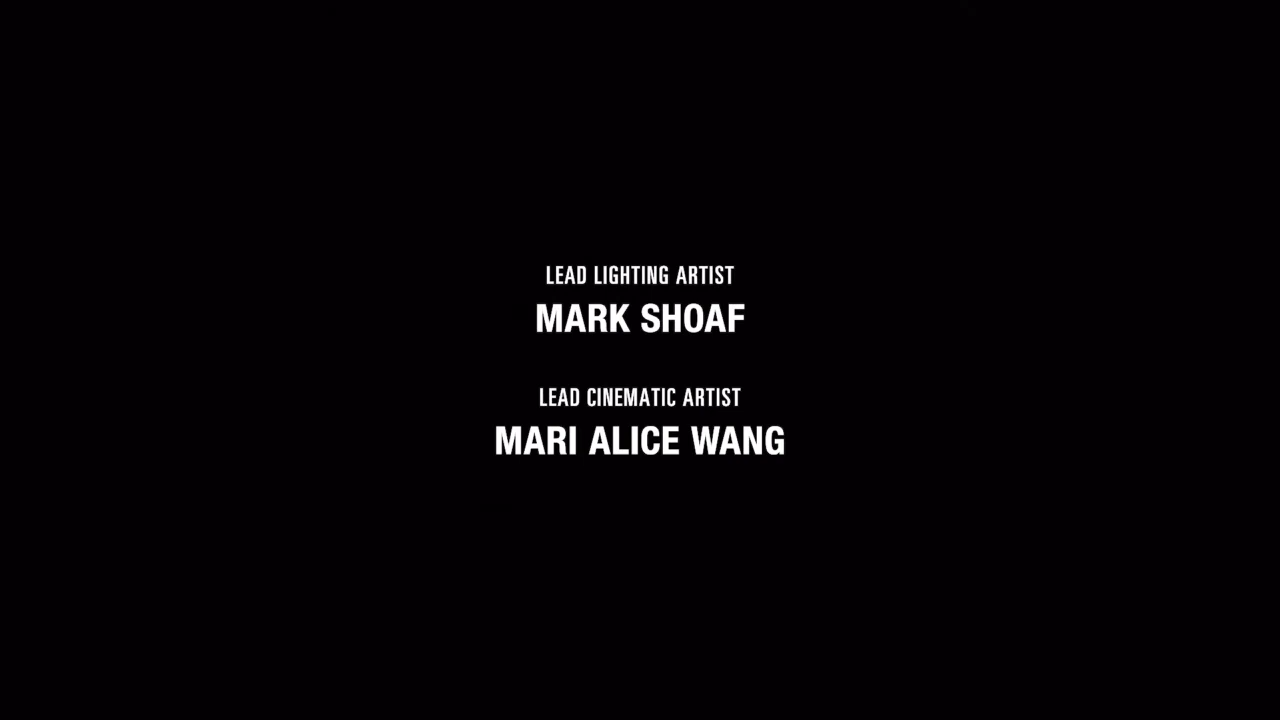 LEAD LIGHTING ARTIST
MARK SHOAF
LEAD CINEMATIC ARTIST
MARI ALICE WANG